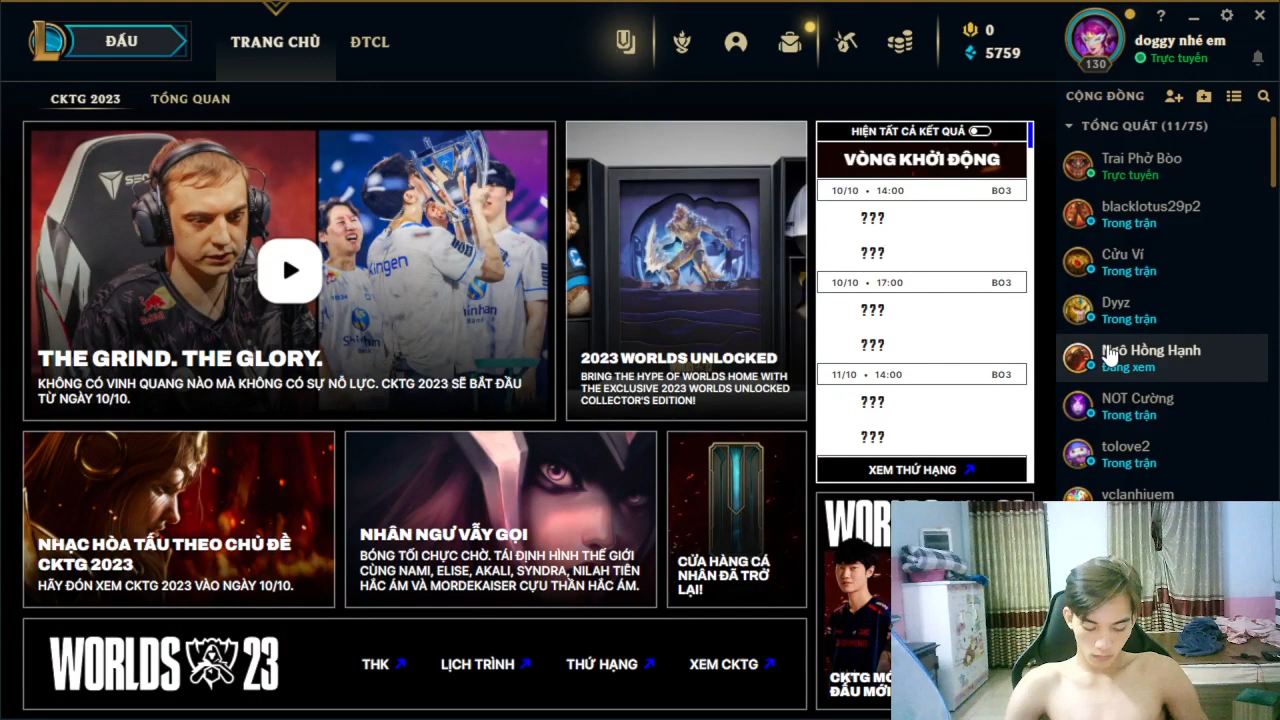 ĐẤU
TRANG CHỦ
ĐTCL
0
5759
130
doggy nhé em
Trực tuyến
CKTG 2023
TỔNG QUAN
THE GRIND. THE GLORY.
KHÔNG CÓ VINH QUANG NÀO MÀ KHÔNG CÓ SỰ NỖ LỰC. CKTG 2023 SẼ BẮT ĐẦU
TỪ NGÀY 10/10.
Kingen
2023 WORLDS UNLOCKED
BRING THE HYPE OF WORLDS HOME WITH
THE EXCLUSIVE 2023 WORLDS UNLOCKED
COLLECTOR'S EDITION!
HIỆN TẤT CẢ KẾT QUẢ
VÒNG KHỞI ĐỘNG
10/10 • 14:00 BO3
???
???
10/10 • 17:00 BO3
???
???
11/10 • 14:00 BO3
???
???
XEM THỨ HẠNG
NHẠC HÒA TẤU THEO CHỦ ĐỀ
CKTG 2023
HÃY ĐÓN XEM CKTG 2023 VÀO NGÀY 10/10.
NHÂN NGƯ VẪY GỌI
BÓNG TỐI CHỰC CHỜ. TÁI ĐỊNH HÌNH THẾ GIỚI
CÙNG NAMI, ELISE, AKALI, SYNDRA, NILAH TIÊN
HẮC ÁM VÀ MORDEKAISER CỰU THẦN HẮC ÁM.
CỬA HÀNG CÁ
NHÂN ĐÃ TRỞ
LẠI!
WORLDS 23
THK
LỊCH TRÌNH
THỨ HẠNG
XEM CKTG
CỘNG ĐỒNG
TỔNG QUÁT (11/75)
Trai Phở Bòo
Trực tuyến
blacklotus29p2
Trong trận
Cửu Ví
Trong trận
Dyyz
Trong trận
Ngô Hồng Hạnh
Đang xem
NOT Cường
Trong trận
tolove2
Trong trận
vclanhiuem